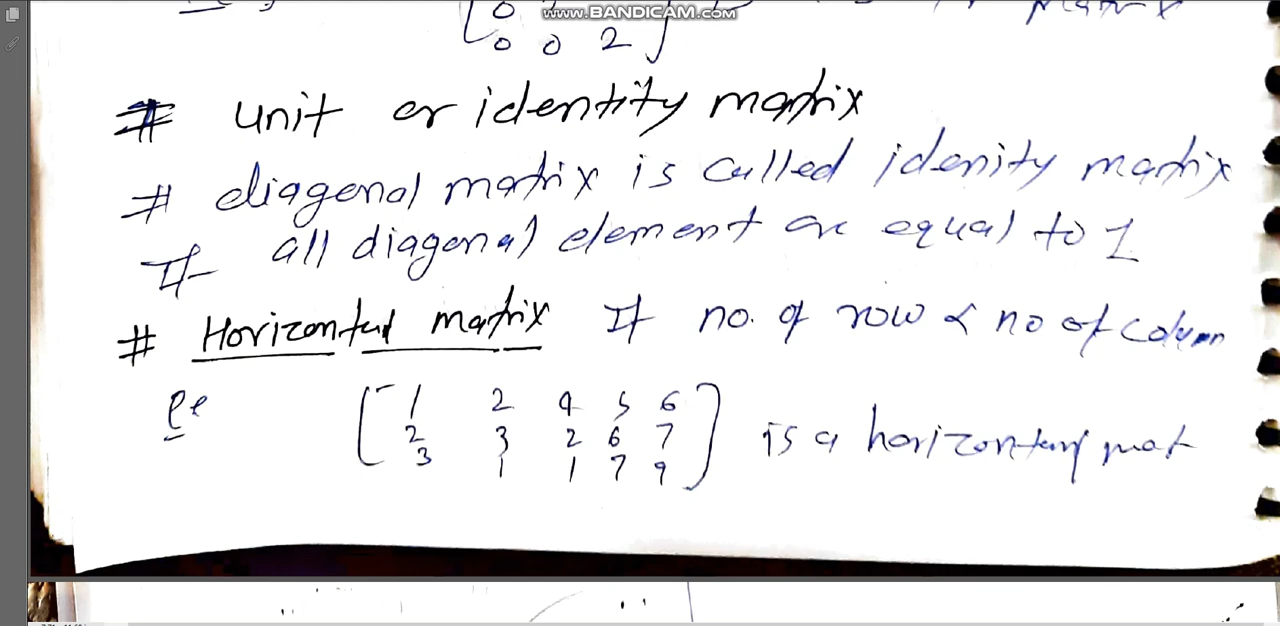 www.BANDICAM.com
0
0 0 2
# unit or identity matrix
# diagonal matrix is called idenity matrix
If all diagonal element are equal to 1
# Horizontal matrix If no. of row < no of column
1 2 4 5 6
2 3 2 6 7 is a horizontal mat
3 1 1 7 9